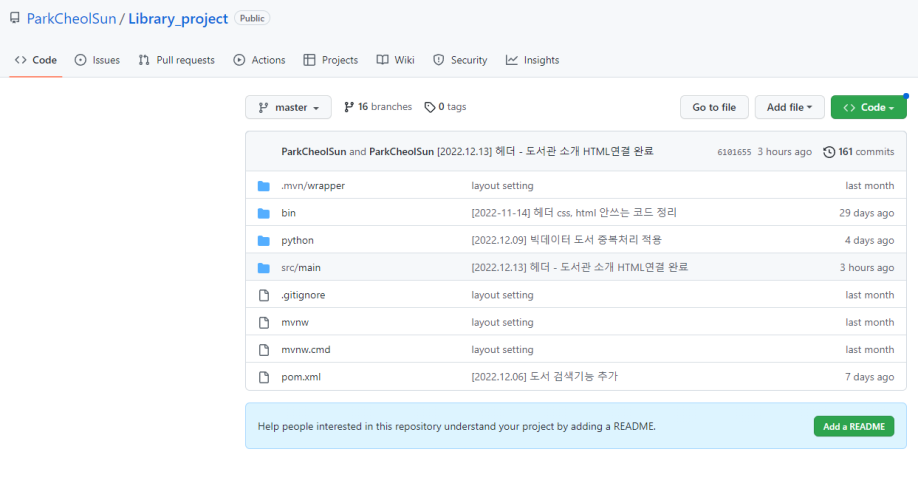 ParkCheolSun / Library_project Public
Code Issues Pull requests Actions Projects Wiki Security Insights
master 16 branches 0 tags Go to file Add file Code
ParkCheolSun and ParkCheolSun [2022.12.13] 헤더 - 도서관 소개 HTML연결 완료 6101655 3 hours ago 161 commits
.mvn/wrapper layout setting last month
bin [2022-11-14] 헤더 css, html 안쓰는 코드 정리 29 days ago
python [2022.12.09] 빅데이터 도서 중복처리 적용 4 days ago
src/main [2022.12.13] 헤더 - 도서관 소개 HTML연결 완료 3 hours ago
.gitignore layout setting last month
mvnw layout setting last month
mvnw.cmd layout setting last month
pom.xml [2022.12.06] 도서 검색기능 추가 7 days ago
Help people interested in this repository understand your project by adding a README. Add a README